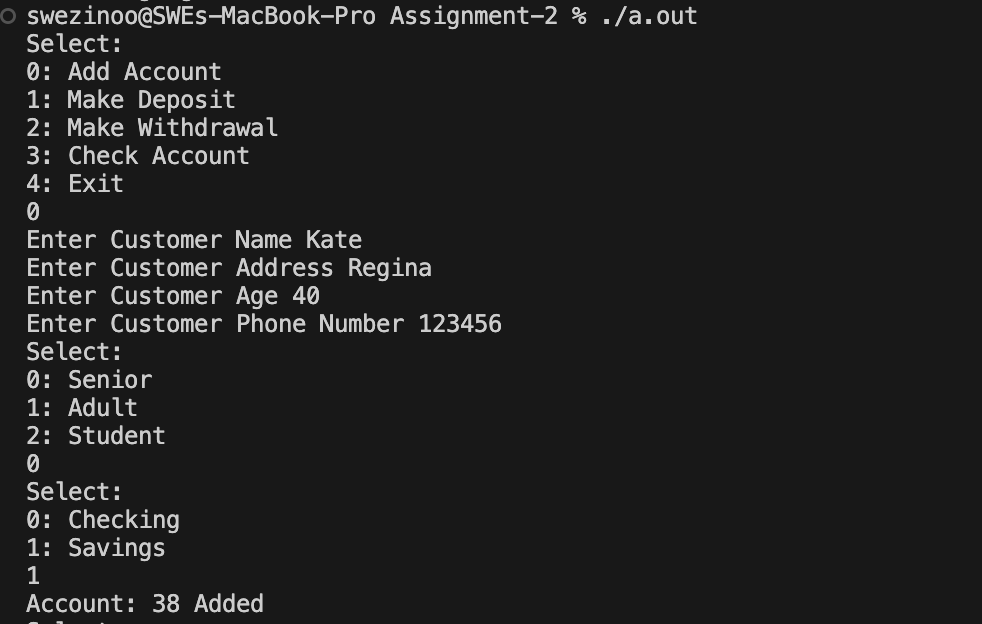 swezinoo@SWEs-MacBook-Pro Assignment-2 % ./a.out
Select:
0: Add Account
1: Make Deposit
2: Make Withdrawal
3: Check Account
4: Exit
0
Enter Customer Name Kate
Enter Customer Address Regina
Enter Customer Age 40
Enter Customer Phone Number 123456
Select:
0: Senior
1: Adult
2: Student
0
Select:
0: Checking
1: Savings
1
Account: 38 Added